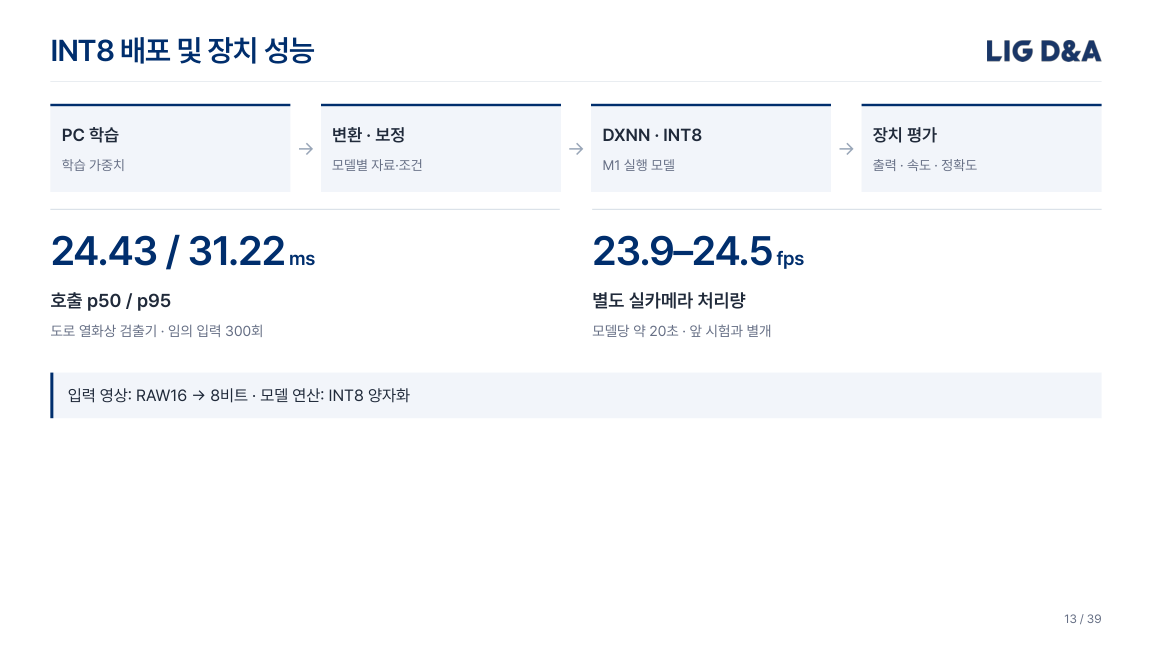 INT8 배포 및 장치 성능
LIG D&A
PC 학습
학습 가중치
→
변환 · 보정
모델별 자료·조건
→
DXNN · INT8
M1 실행 모델
→
장치 평가
출력 · 속도 · 정확도
24.43 / 31.22 ms
호출 p50 / p95
도로 열화상 검출기 · 임의 입력 300회
23.9–24.5 fps
별도 실카메라 처리량
모델당 약 20초 · 앞 시험과 별개
입력 영상: RAW16 → 8비트 · 모델 연산: INT8 양자화
13 / 39